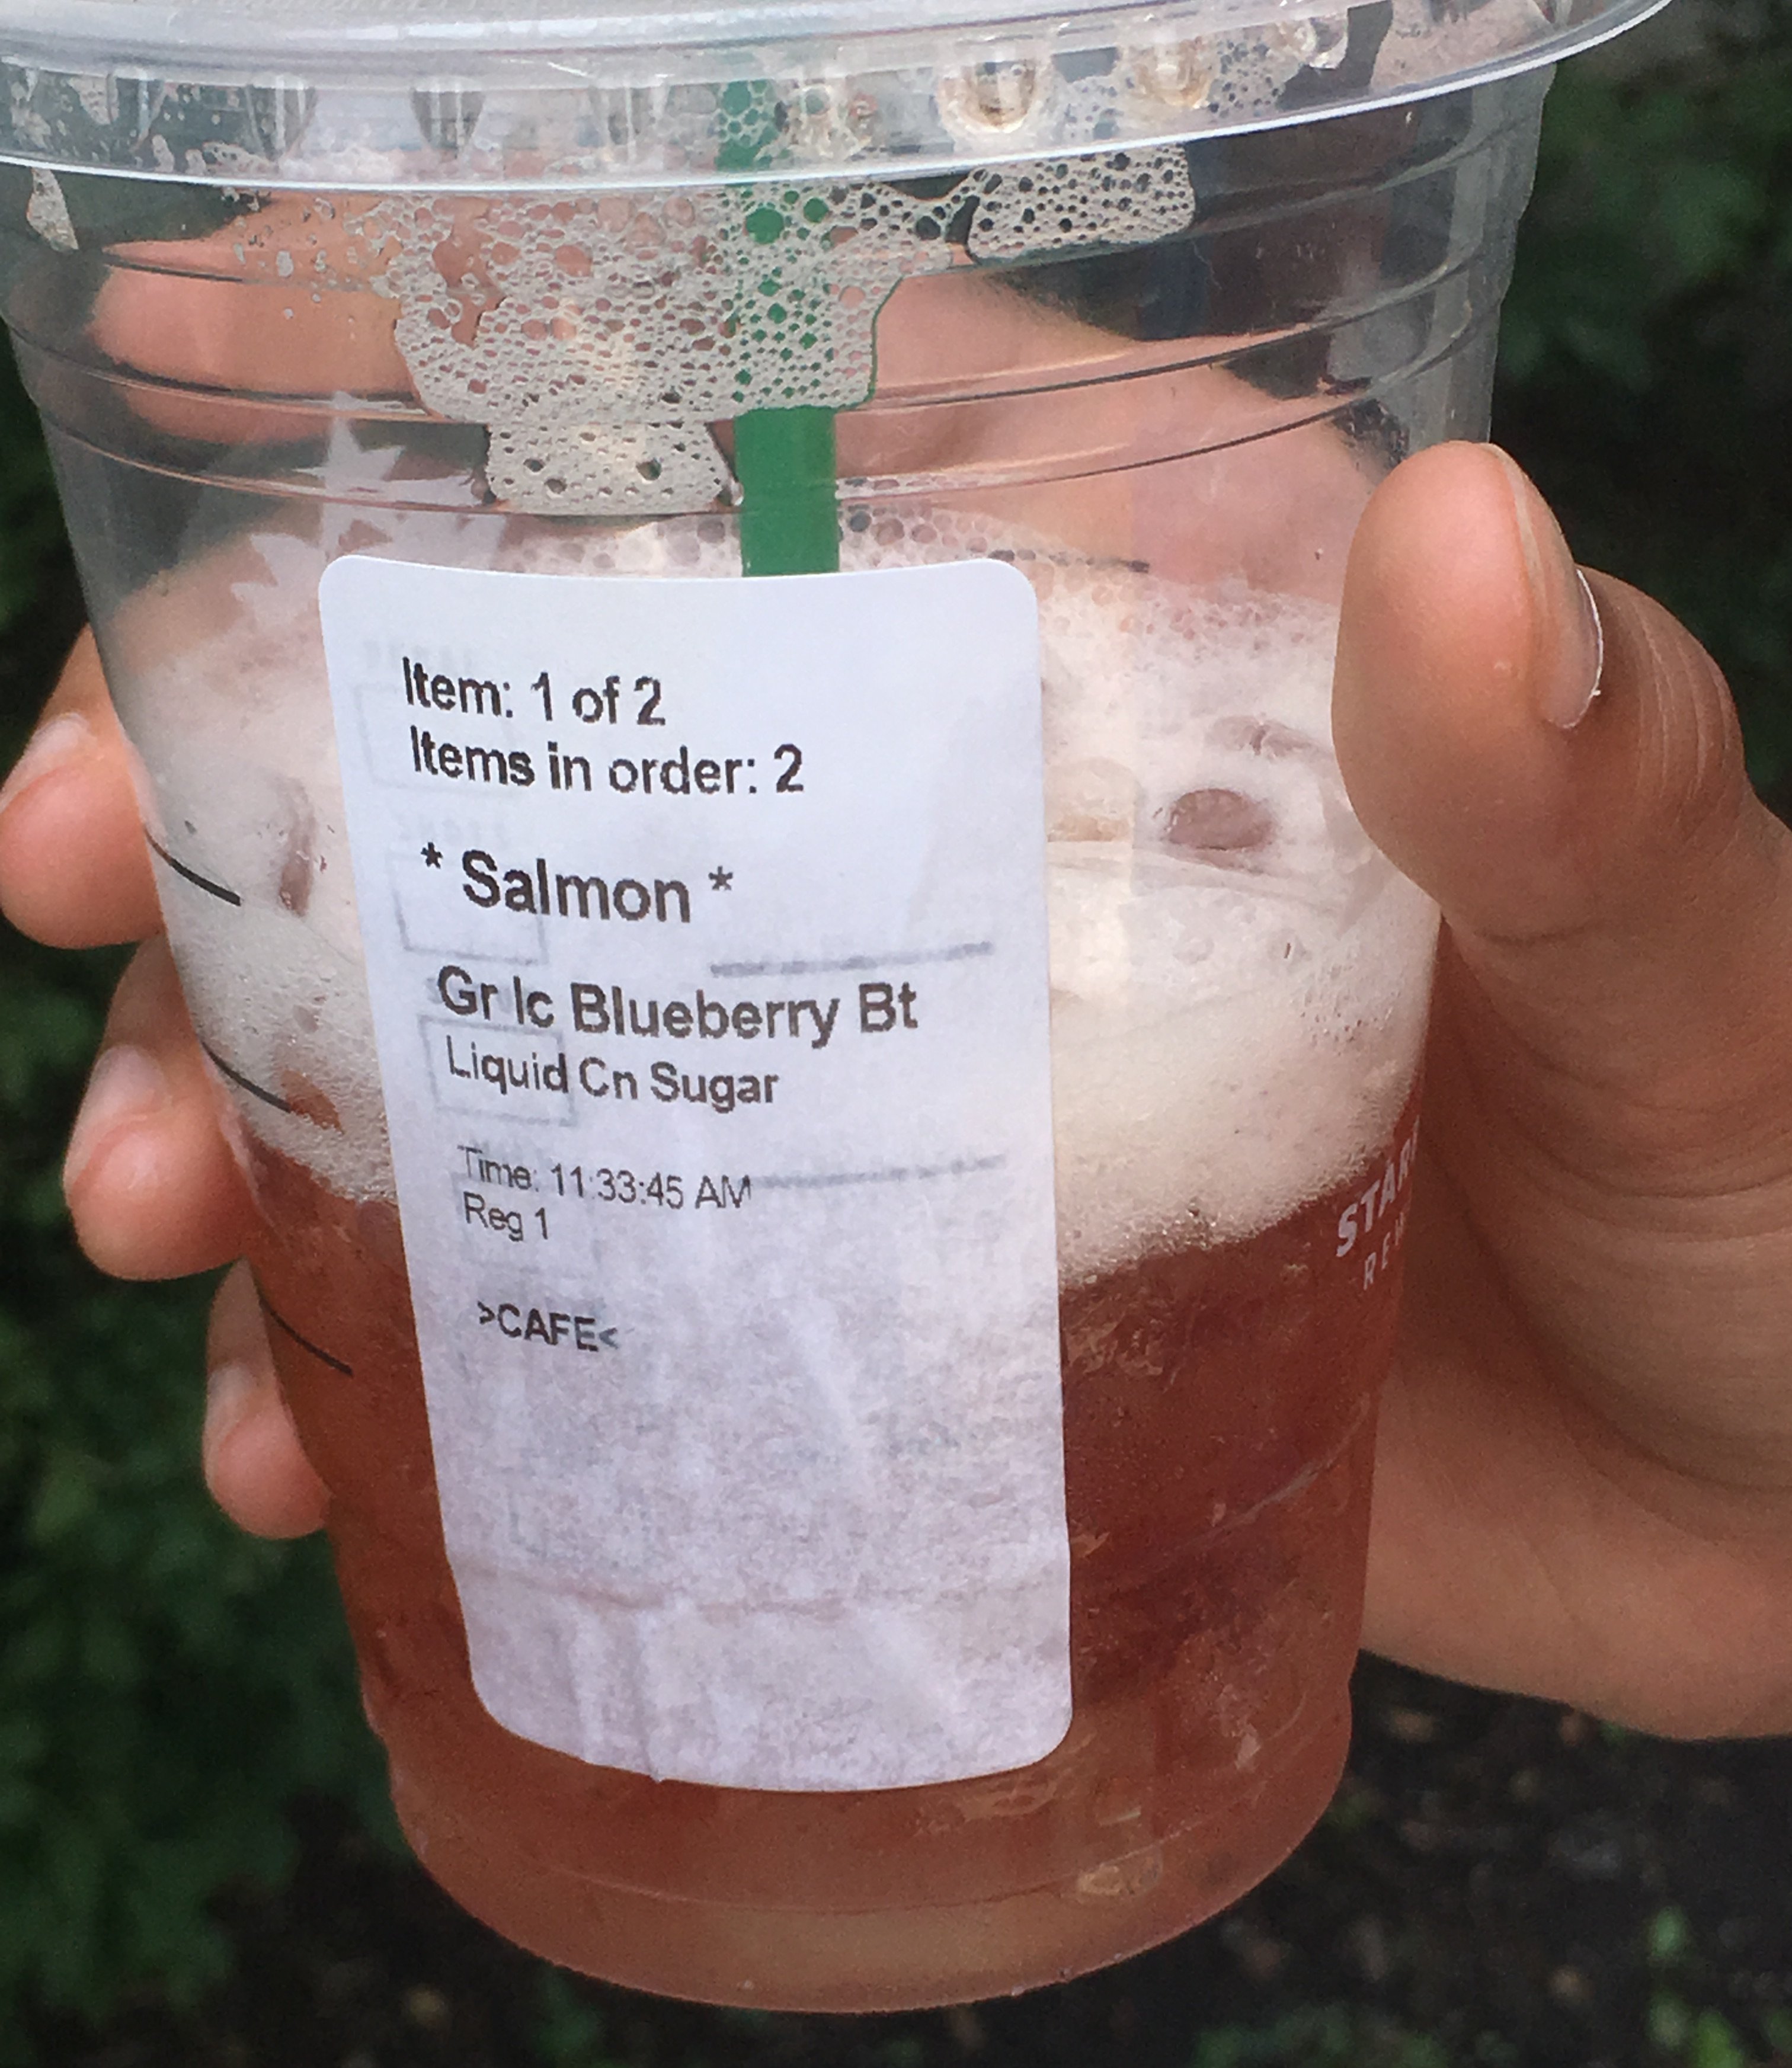 Item: 1 of 2
Items in order: 2
* Salmon *
Gr Ic Blueberry Bt
Liquid Cn Sugar
Time: 11:33:45 AM
Reg 1
>CAFE<